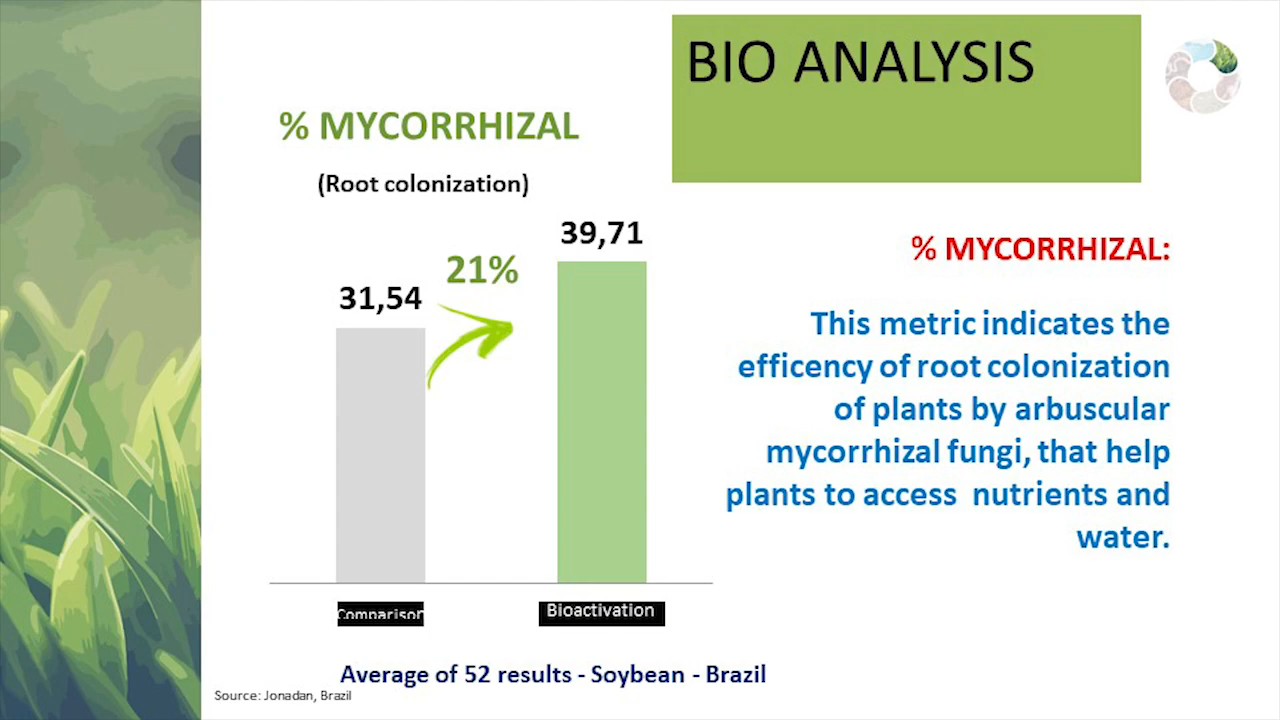 BIO ANALYSIS
% MYCORRHIZAL
(Root colonization)
39,71
21%
31,54
Comparison
Bioactivation
Average of 52 results - Soybean - Brazil
Source: Jonadan, Brazil
% MYCORRHIZAL:
This metric indicates the
efficency of root colonization
of plants by arbuscular
mycorrhizal fungi, that help
plants to access nutrients and
water.